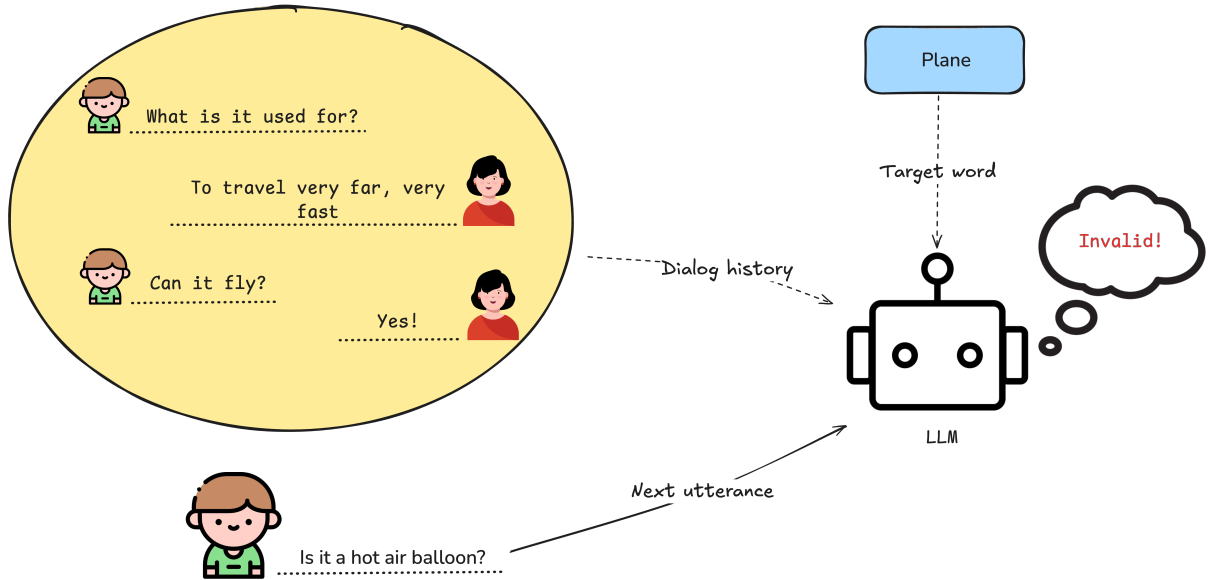 Plane
What is it used for?
Target word
To travel very far, very
fast
Invalid!
Dialog history
Can it fly?
Yes!
LLM
Next utterance
Is it a hot air balloon?